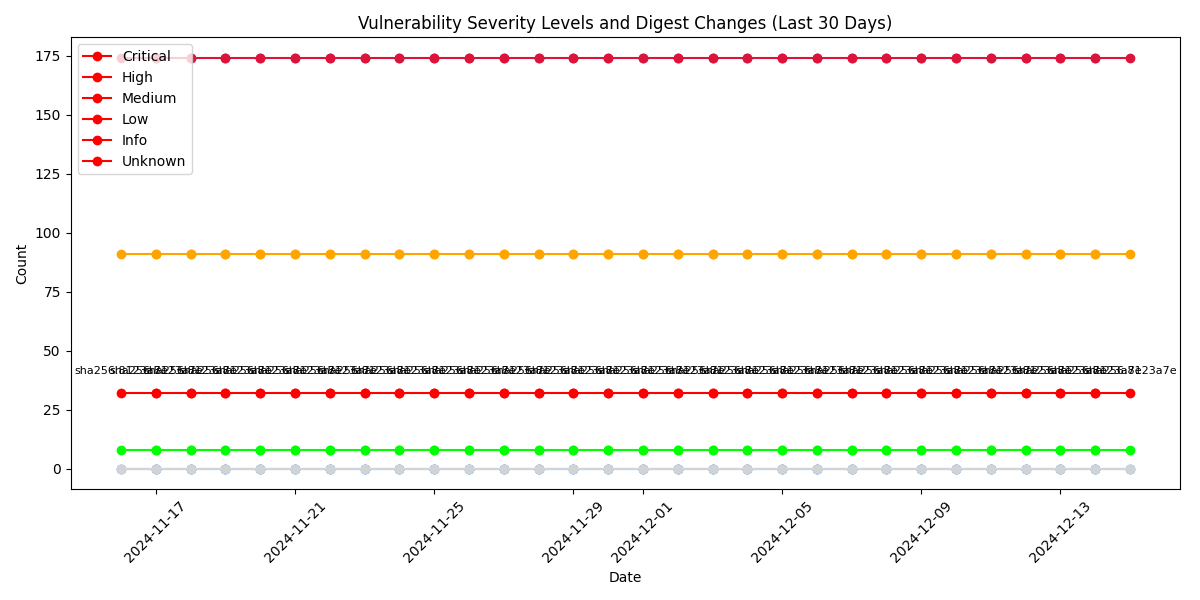 Vulnerability Severity Levels and Digest Changes (Last 30 Days)
Critical
High
Medium
Low
Info
Unknown
175
150
125
100
75
50
25
0
Count
2024-11-17
2024-11-21
2024-11-25
2024-11-29
2024-12-01
2024-12-05
2024-12-09
2024-12-13
Date